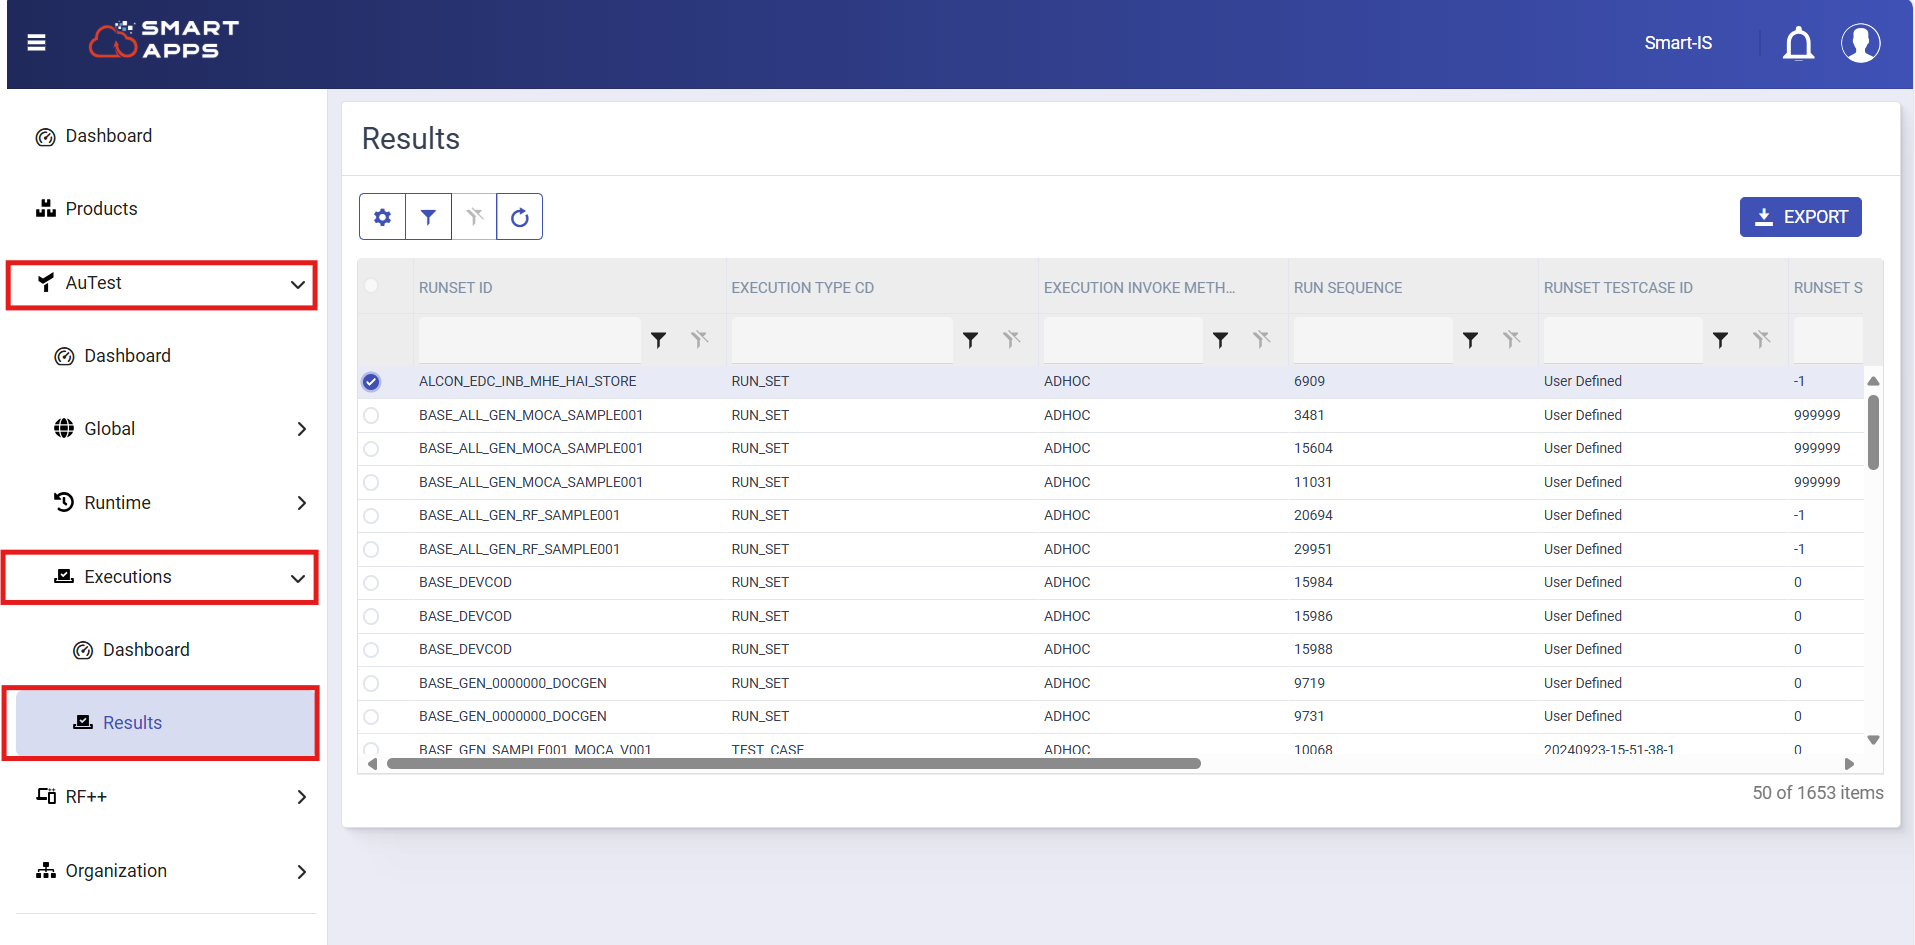 SMART
APPS
Smart-IS
Dashboard
Products
AuTest
Dashboard
Global
Runtime
Executions
Dashboard
Results
RF++
Organization
Results
EXPORT
RUNSET ID EXECUTION TYPE CD EXECUTION INVOKE METH... RUN SEQUENCE RUNSET TESTCASE ID RUNSET S
ALCON_EDC_INB_MHE_HAI_STORE RUN_SET ADHOC 6909 User Defined -1
BASE_ALL_GEN_MOCA_SAMPLE001 RUN_SET ADHOC 3481 User Defined 999999
BASE_ALL_GEN_MOCA_SAMPLE001 RUN_SET ADHOC 15604 User Defined 999999
BASE_ALL_GEN_MOCA_SAMPLE001 RUN_SET ADHOC 11031 User Defined 999999
BASE_ALL_GEN_RF_SAMPLE001 RUN_SET ADHOC 20694 User Defined -1
BASE_ALL_GEN_RF_SAMPLE001 RUN_SET ADHOC 29951 User Defined -1
BASE_DEVCOD RUN_SET ADHOC 15984 User Defined 0
BASE_DEVCOD RUN_SET ADHOC 15986 User Defined 0
BASE_DEVCOD RUN_SET ADHOC 15988 User Defined 0
BASE_GEN_0000000_DOCGEN RUN_SET ADHOC 9719 User Defined 0
BASE_GEN_0000000_DOCGEN RUN_SET ADHOC 9731 User Defined 0
BASE_GEN_SAMPLE001_MOCA_V001 TEST_CASE ADHOC 10068 20240923-15-51-38-1 0
50 of 1653 items